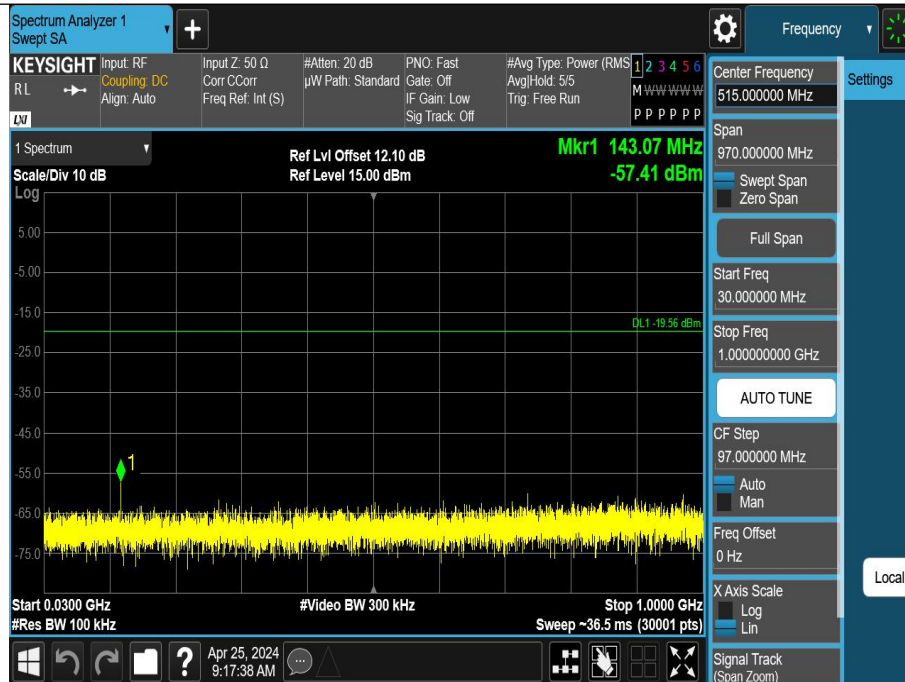 Spectrum Analyzer 1
Swept SA
+
Frequency
KEYSIGHT
RL
LXI
Input: RF
Coupling: DC
Align: Auto
Input Z: 50 Ω
Corr CCorr
Freq Ref: Int (S)
#Atten: 20 dB
µW Path: Standard
PNO: Fast
Gate: Off
IF Gain: Low
Sig Track: Off
#Avg Type: Power (RMS
Avg|Hold: 5/5
Trig: Free Run
1 2 3 4 5 6
M W W W W W
P P P P P P
1 Spectrum
Scale/Div 10 dB
Log
Ref Lvl Offset 12.10 dB
Ref Level 15.00 dBm
Mkr1 143.07 MHz
-57.41 dBm
5.00
-5.00
-15.0
DL1 -19.56 dBm
-25.0
-35.0
-45.0
1
-55.0
-65.0
-75.0
Start 0.0300 GHz
#Res BW 100 kHz
#Video BW 300 kHz
Stop 1.0000 GHz
Sweep ~36.5 ms (30001 pts)
Center Frequency
515.000000 MHz
Settings
Span
970.000000 MHz
Swept Span
Zero Span
Full Span
Start Freq
30.000000 MHz
Stop Freq
1.000000000 GHz
AUTO TUNE
CF Step
97.000000 MHz
Auto
Man
Freq Offset
0 Hz
Local
X Axis Scale
Log
Lin
Signal Track
(Span Zoom)
?
Apr 25, 2024
9:17:38 AM